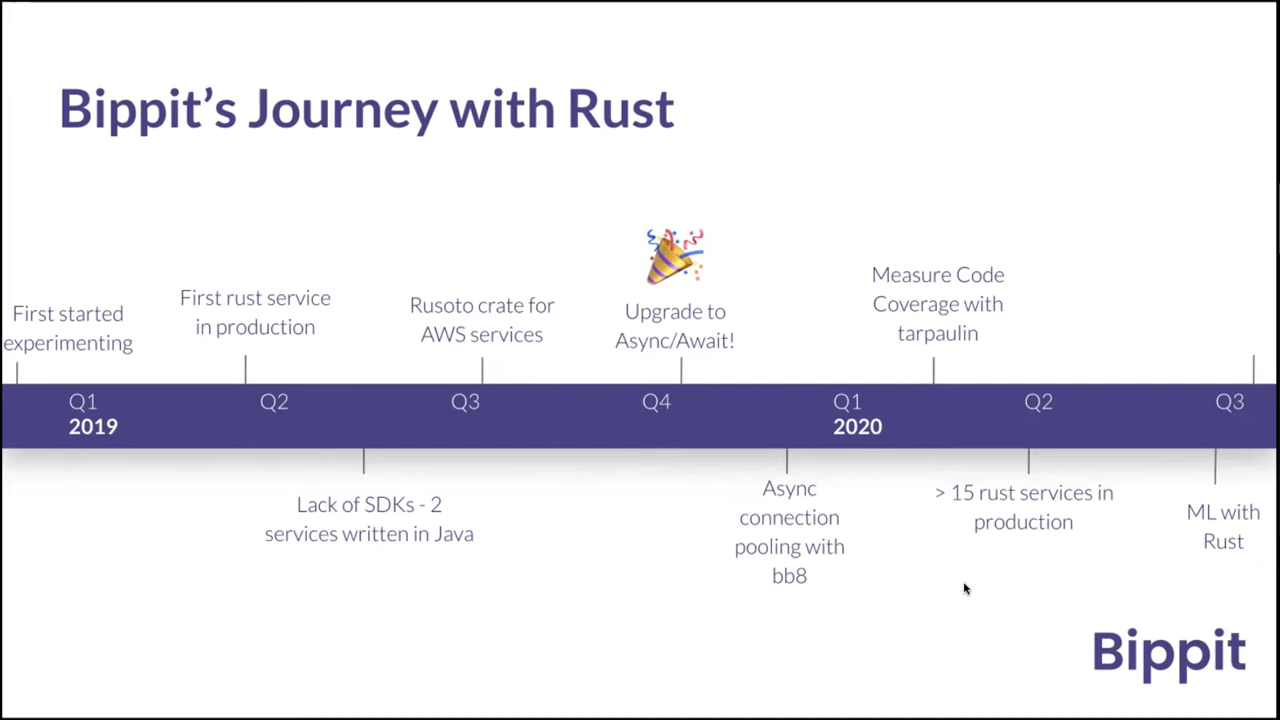 Bippit’s Journey with Rust
First started
experimenting
First rust service
in production
Rusoto crate for
AWS services
Upgrade to
Async/Await!
Measure Code
Coverage with
tarpaulin
Q1
2019
Q2
Q3
Q4
Q1
2020
Q2
Q3
Lack of SDKs - 2
services written in Java
Async
connection
pooling with
bb8
> 15 rust services in
production
ML with
Rust
Bippit